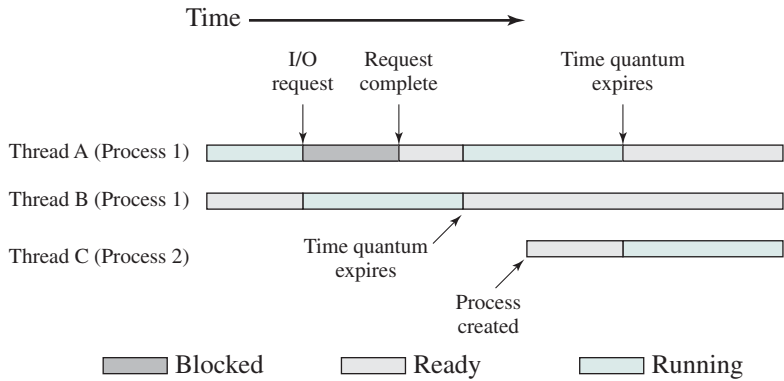 Time
I/O
request
Request
complete
Time quantum
expires
Thread A (Process 1)
Thread B (Process 1)
Time quantum
expires
Thread C (Process 2)
Process
created
Blocked
Ready
Running